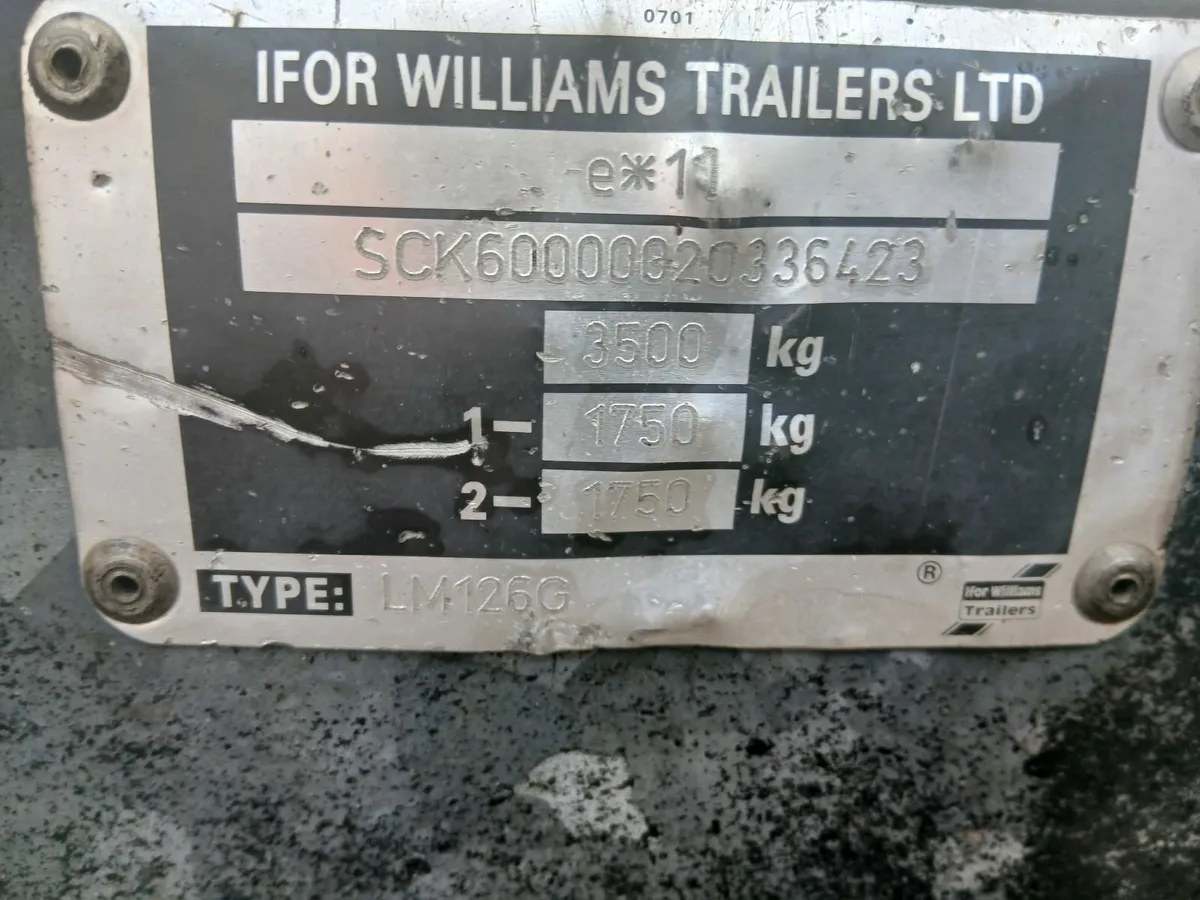 0701
IFOR WILLIAMS TRAILERS LTD
e*11
SCK60000020336423
3500 kg
1- 1750 kg
2- 1750 kg
TYPE: LM126G
®
Ifor Williams
Trailers